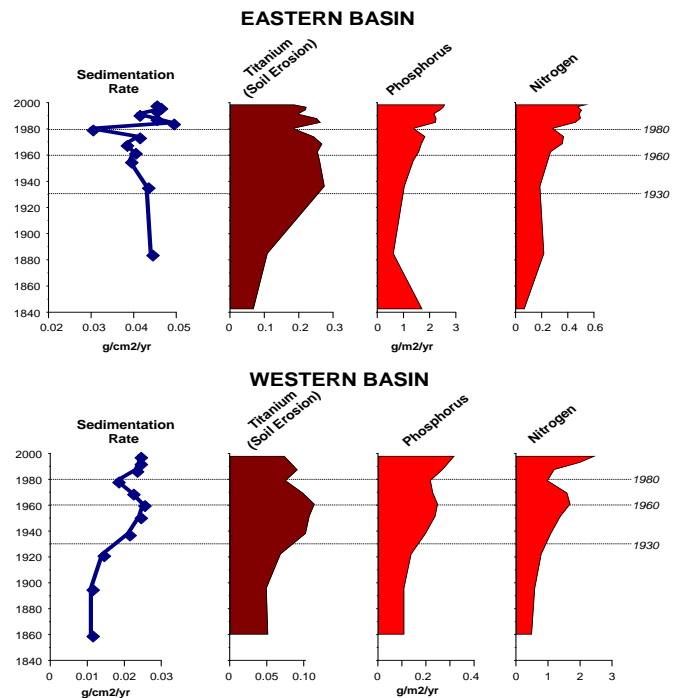 EASTERN BASIN
Sedimentation
Rate
Titanium
(Soil Erosion)
Phosphorus
Nitrogen
2000
1980
1960
1940
1920
1900
1880
1860
1840
1980
1960
1930
0.02 0.03 0.04 0.05
0 0.1 0.2 0.3
0 1 2 3
0 0.2 0.4 0.6
g/cm2/yr
g/m2/yr
WESTERN BASIN
Sedimentation
Rate
Titanium
(Soil Erosion)
Phosphorus
Nitrogen
2000
1980
1960
1940
1920
1900
1880
1860
1840
1980
1960
1930
0 0.01 0.02 0.03
0 0.05 0.10
0 0.2 0.4
0 1 2 3
g/cm2/yr
g/m2/yr